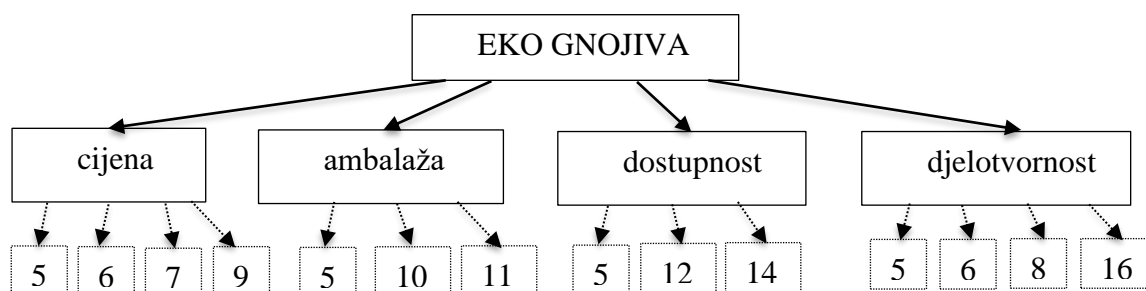 EKO GNOJIVA
cijena ambalaža dostupnost djelotvornost
5 6 7 9 5 10 11 5 12 14 5 6 8 16